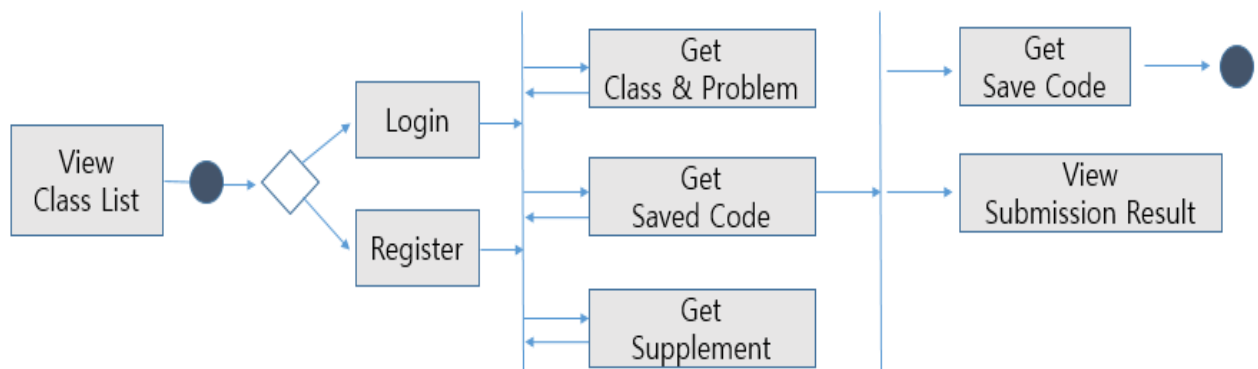 View
Class List
Login
Register
Get
Class & Problem
Get
Saved Code
Get
Supplement
Get
Save Code
View
Submission Result